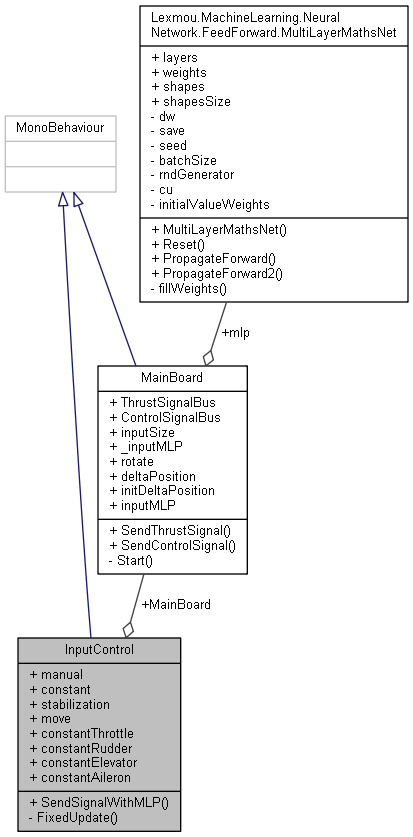 Lexmou.MachineLearning.Neural
Network.FeedForward.MultiLayerMathsNet
+ layers
+ weights
+ shapes
+ shapesSize
- dw
- save
- seed
- batchSize
- rndGenerator
- cu
- initialValueWeights
+ MultiLayerMathsNet()
+ Reset()
+ PropagateForward()
+ PropagateForward2()
- fillWeights()
MonoBehaviour
+mlp
MainBoard
+ ThrustSignalBus
+ ControlSignalBus
+ inputSize
+ _inputMLP
+ rotate
+ deltaPosition
+ initDeltaPosition
+ inputMLP
+ SendThrustSignal()
+ SendControlSignal()
- Start()
+MainBoard
InputControl
+ manual
+ constant
+ stabilization
+ move
+ constantThrottle
+ constantRudder
+ constantElevator
+ constantAileron
+ SendSignalWithMLP()
- FixedUpdate()